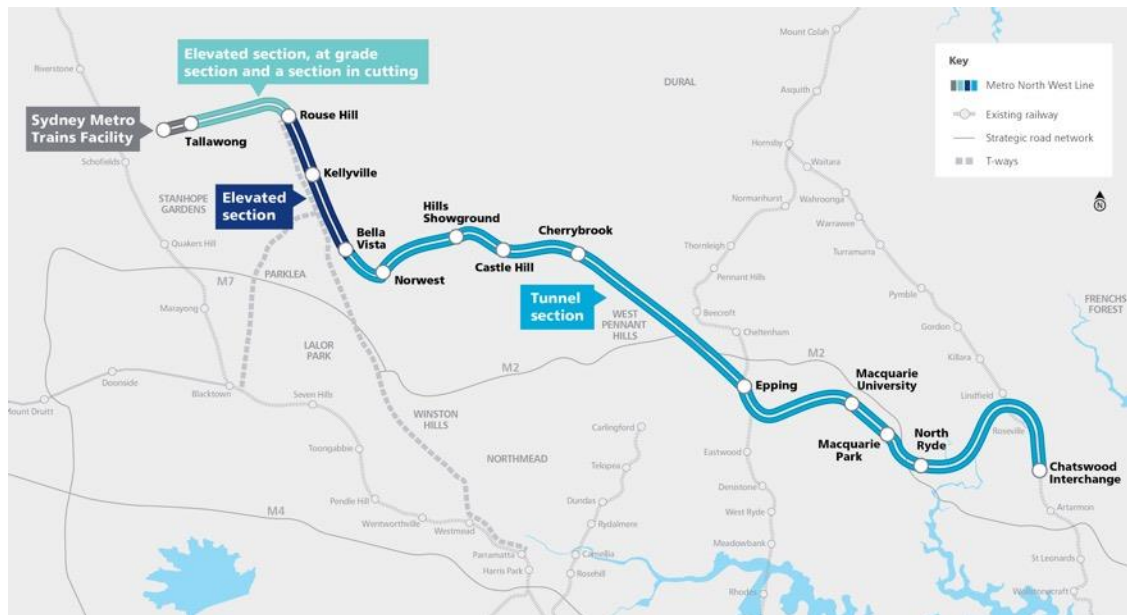 Mount Colah
Riverstone
DURAL
Asquith
Elevated section, at grade
section and a section in cutting
Key
Metro North West Line
Existing railway
Strategic road network
T-ways
N
Sydney Metro
Trains Facility
Tallawong
Rouse Hill
Hornsby
Waitara
Schofields
Kellyville
Normanhurst
Wahroonga
STANHOPE
GARDENS
Elevated
section
Warrawee
Hills
Showground
Cherrybrook
Quakers Hill
Bella
Vista
Thornleigh
Turramurra
Castle Hill
Norwest
Pennant Hills
M7
PARKLEA
Pymble
Tunnel
section
FRENCHS
FOREST
Marayong
WEST
PENNANT
HILLS
Beecroft
Cheltenham
Gordon
LALOR
PARK
M2
M2
Killara
Doonside
Mount Druitt
Blacktown
Seven Hills
Epping
Macquarie
University
Lindfield
Roseville
WINSTON
HILLS
Carlingford
Macquarie
Park
North
Ryde
Toongabbie
NORTHMEAD
Eastwood
Telopea
Chatswood
Interchange
Pendle Hill
Denistone
Dundas
M4
Wentworthville
Westmead
Rydalmere
West Ryde
Artarmon
Parramatta
Camellia
Meadowbank
Harris Park
Rosehill
Rhodes
St Leonards
Wollstonecraft